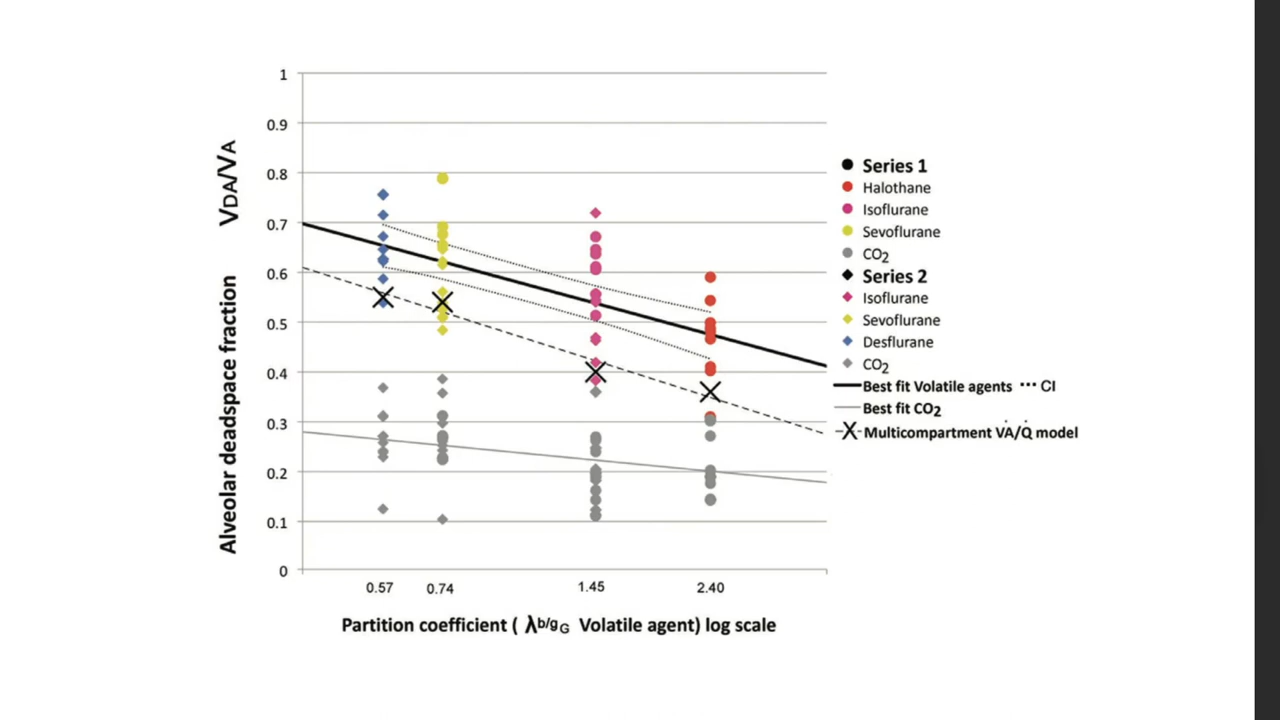 1
0.9
0.8
0.7
0.6
0.5
0.4
0.3
0.2
0.1
0
Alveolar deadspace fraction VDA/VA
0.57 0.74 1.45 2.40
Partition coefficient ( λb/gG Volatile agent) log scale
Series 1
Halothane
Isoflurane
Sevoflurane
CO2
Series 2
Isoflurane
Sevoflurane
Desflurane
CO2
Best fit Volatile agents ··· CI
Best fit CO2
Multicompartment V̇A/Q̇ model